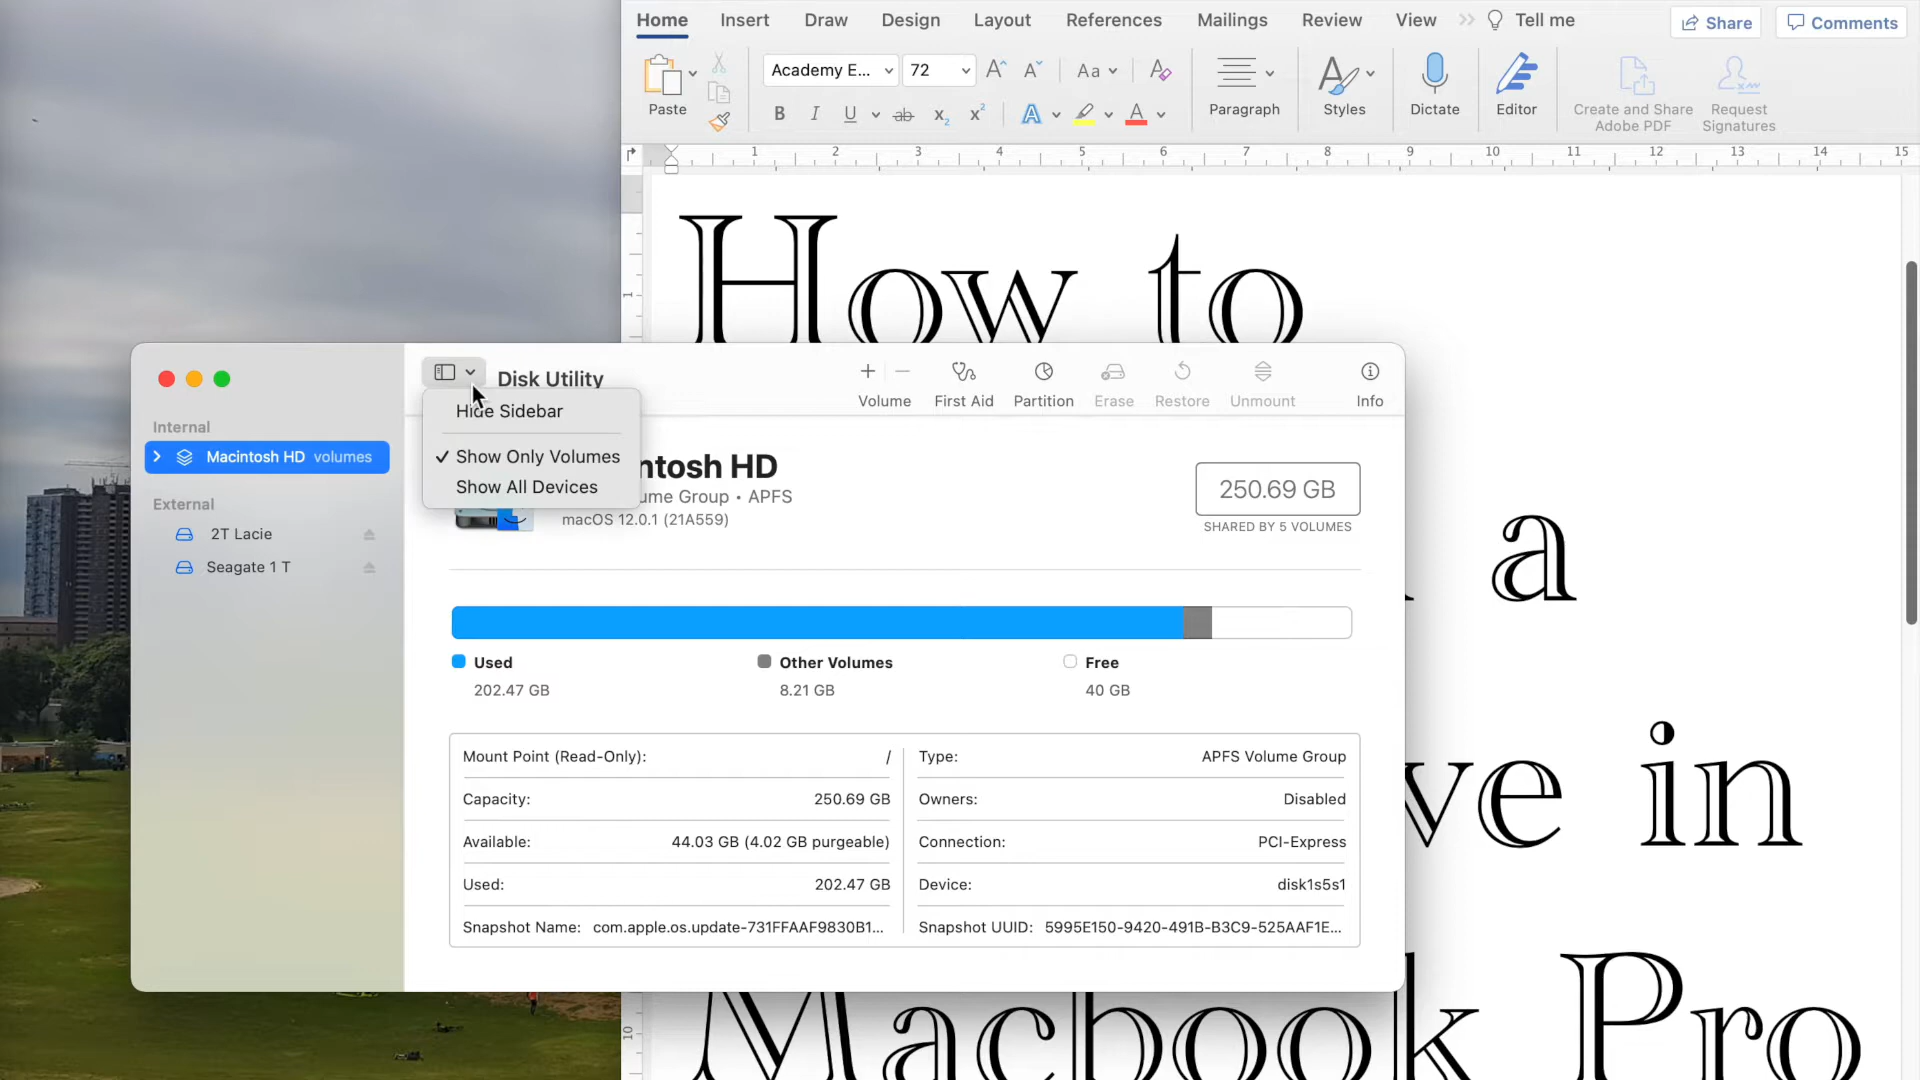 Home Insert Draw Design Layout References Mailings Review View Tell me Share Comments
Academy E... 72 Aa
Paste B I U ab x2 x2 A A Paragraph Styles Dictate Editor Create and Share Adobe PDF Request Signatures
1 2 3 4 5 6 7 8 9 10 11 12 13 14 15
How to
a
ve in
Macbook Pro
1
10
Disk Utility
Volume First Aid Partition Erase Restore Unmount Info
Hide Sidebar
Show Only Volumes
Show All Devices
Internal
Macintosh HD volumes
External
2T Lacie
Seagate 1 T
ntosh HD
ume Group • APFS
macOS 12.0.1 (21A559)
250.69 GB
SHARED BY 5 VOLUMES
Used Other Volumes Free
202.47 GB 8.21 GB 40 GB
Mount Point (Read-Only): / Type: APFS Volume Group
Capacity: 250.69 GB Owners: Disabled
Available: 44.03 GB (4.02 GB purgeable) Connection: PCI-Express
Used: 202.47 GB Device: disk1s5s1
Snapshot Name: com.apple.os.update-731FFAAF9830B1... Snapshot UUID: 5995E150-9420-491B-B3C9-525AAF1E...